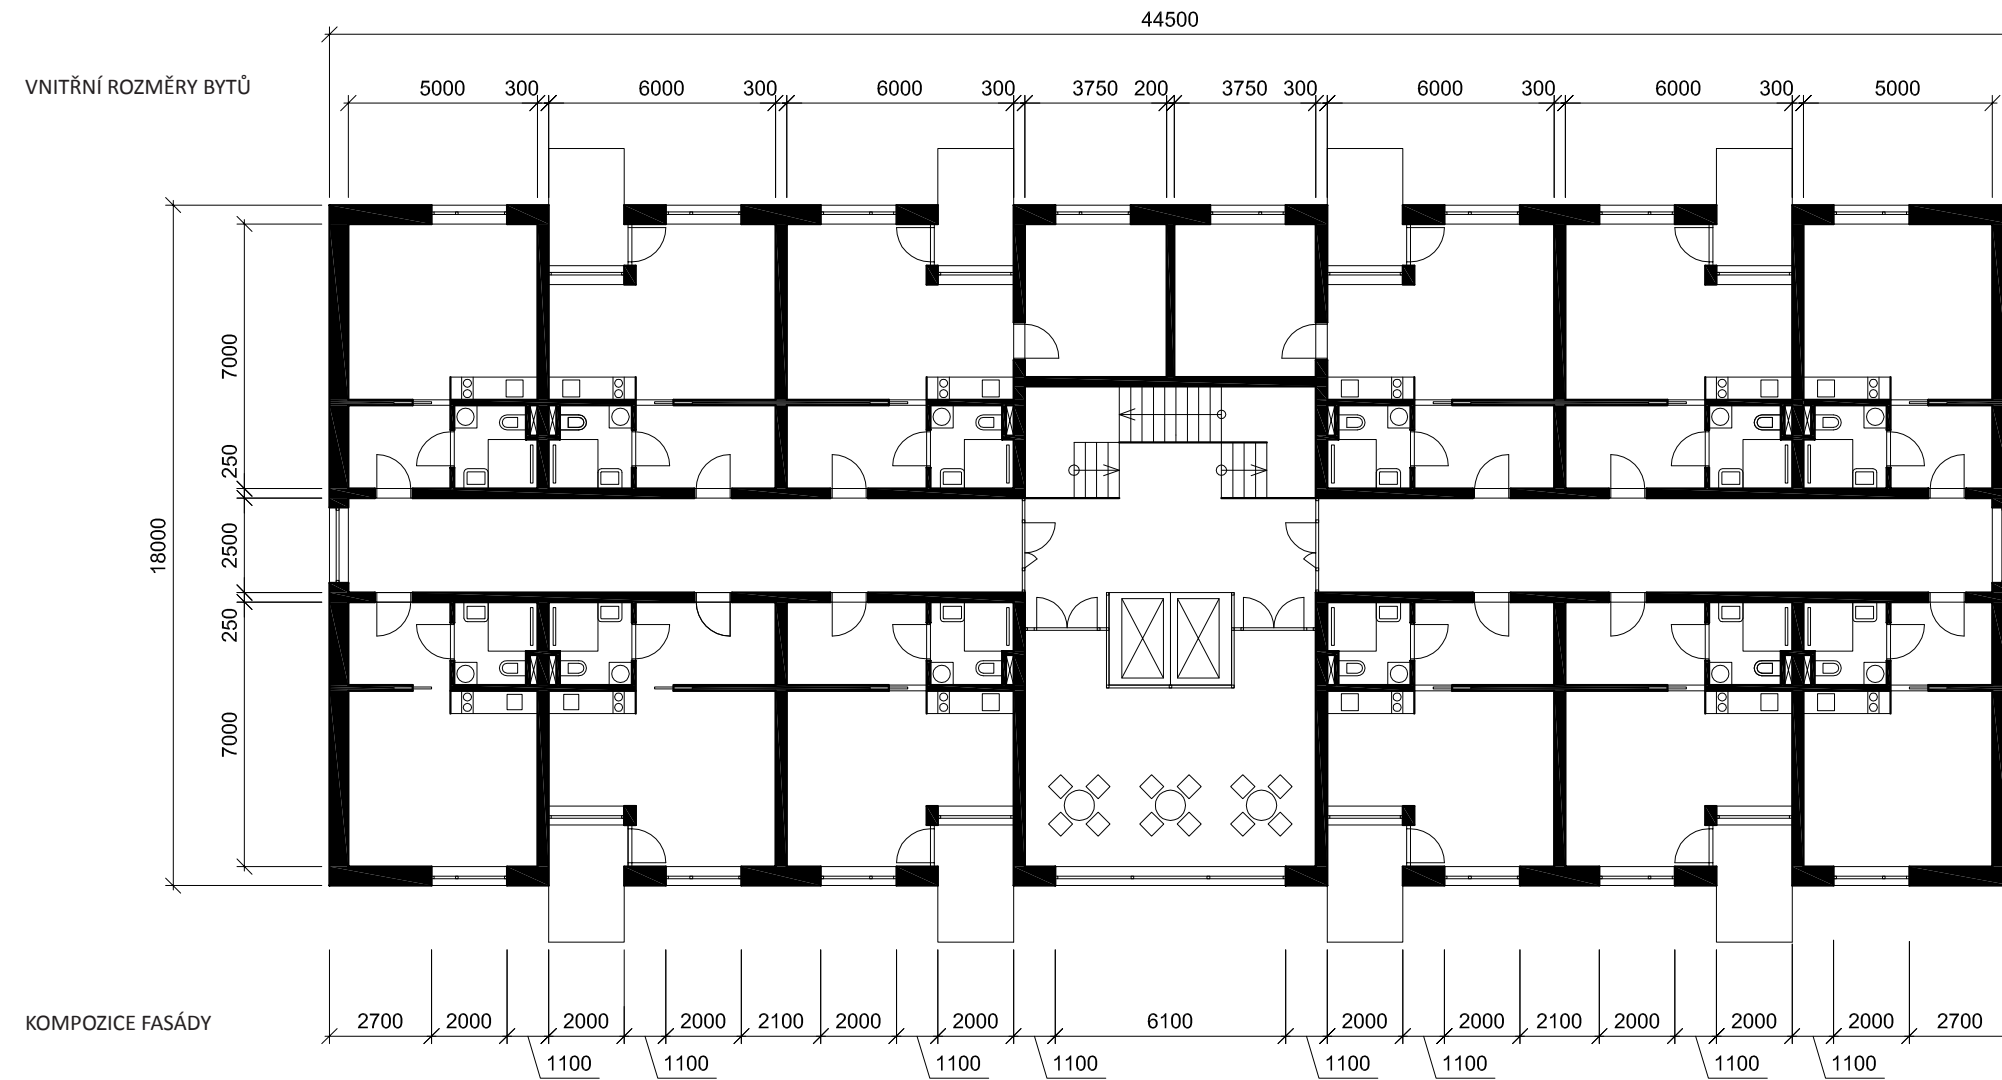 44500
VNITŘNÍ ROZMĚRY BYTŮ
5000 300 6000 300 6000 300 3750 200 3750 300 6000 300 6000 300 5000
18000
7000
250
2500
250
7000
KOMPOZICE FASÁDY
2700 2000 2000 2000 2100 2000 2000 6100 2000 2000 2100 2000 2000 2000 2700
1100 1100 1100 1100 1100 1100 1100 1100